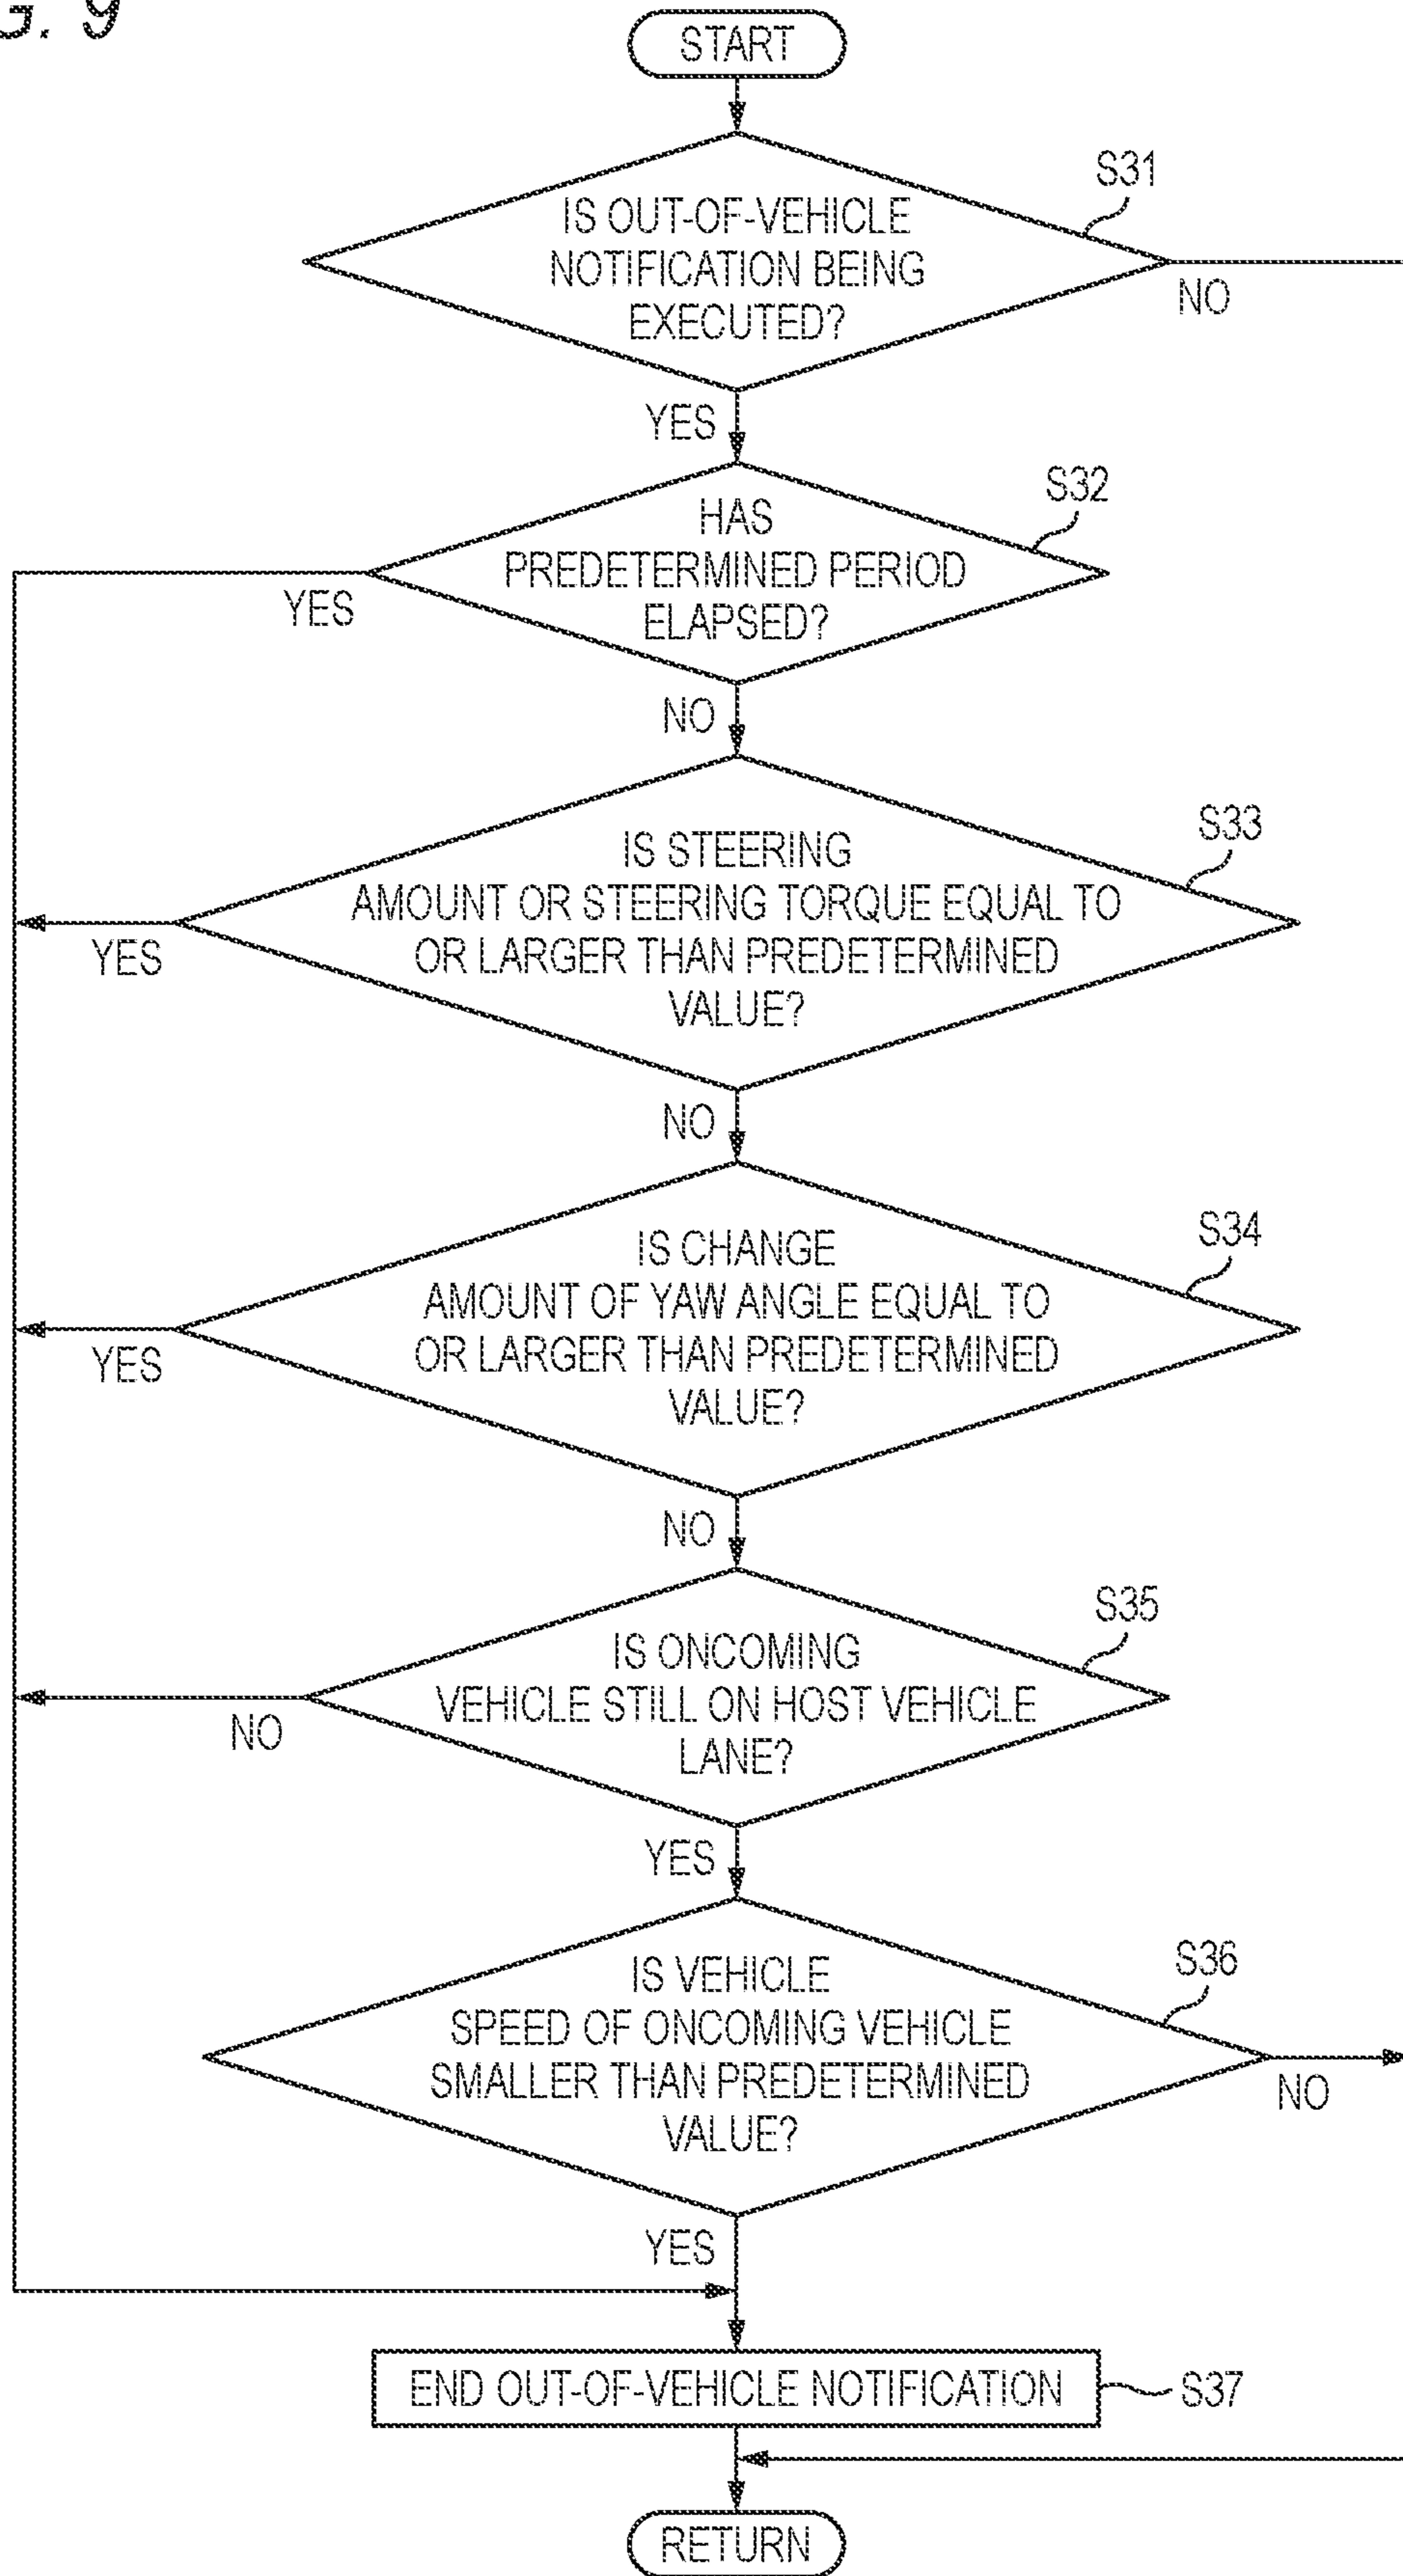 G. 9
START
S31
IS OUT-OF-VEHICLE
NOTIFICATION BEING
EXECUTED?
NO
YES
S32
HAS
PREDETERMINED PERIOD
ELAPSED?
YES
NO
S33
IS STEERING
AMOUNT OR STEERING TORQUE EQUAL TO
OR LARGER THAN PREDETERMINED
VALUE?
YES
NO
S34
IS CHANGE
AMOUNT OF YAW ANGLE EQUAL TO
OR LARGER THAN PREDETERMINED
VALUE?
YES
NO
S35
IS ONCOMING
VEHICLE STILL ON HOST VEHICLE
LANE?
NO
YES
S36
IS VEHICLE
SPEED OF ONCOMING VEHICLE
SMALLER THAN PREDETERMINED
VALUE?
NO
YES
END OUT-OF-VEHICLE NOTIFICATION
S37
RETURN